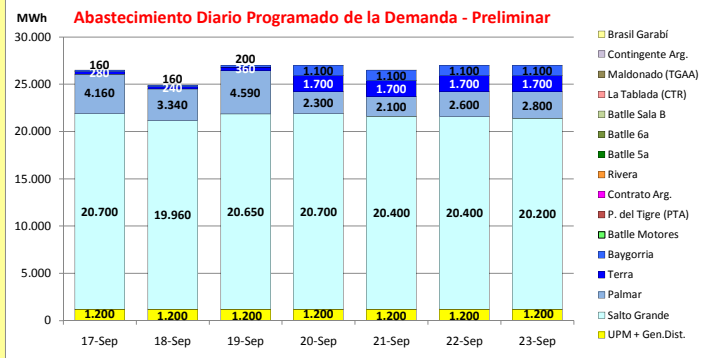 MWh
Abastecimiento Diario Programado de la Demanda - Preliminar
30.000
25.000
20.000
15.000
10.000
5.000
0
160
280
4.160
20.700
1.200
160
240
3.340
19.960
1.200
200
360
4.590
20.650
1.200
1.100
1.700
2.300
20.700
1.200
1.100
1.700
2.100
20.400
1.200
1.100
1.700
2.600
20.400
1.200
1.100
1.700
2.800
20.200
1.200
17-Sep
18-Sep
19-Sep
20-Sep
21-Sep
22-Sep
23-Sep
Brasil Garabí
Contingente Arg.
Maldonado (TGAA)
La Tablada (CTR)
Batlle Sala B
Batlle 6a
Batlle 5a
Rivera
Contrato Arg.
P. del Tigre (PTA)
Batlle Motores
Baygorria
Terra
Palmar
Salto Grande
UPM + Gen.Dist.